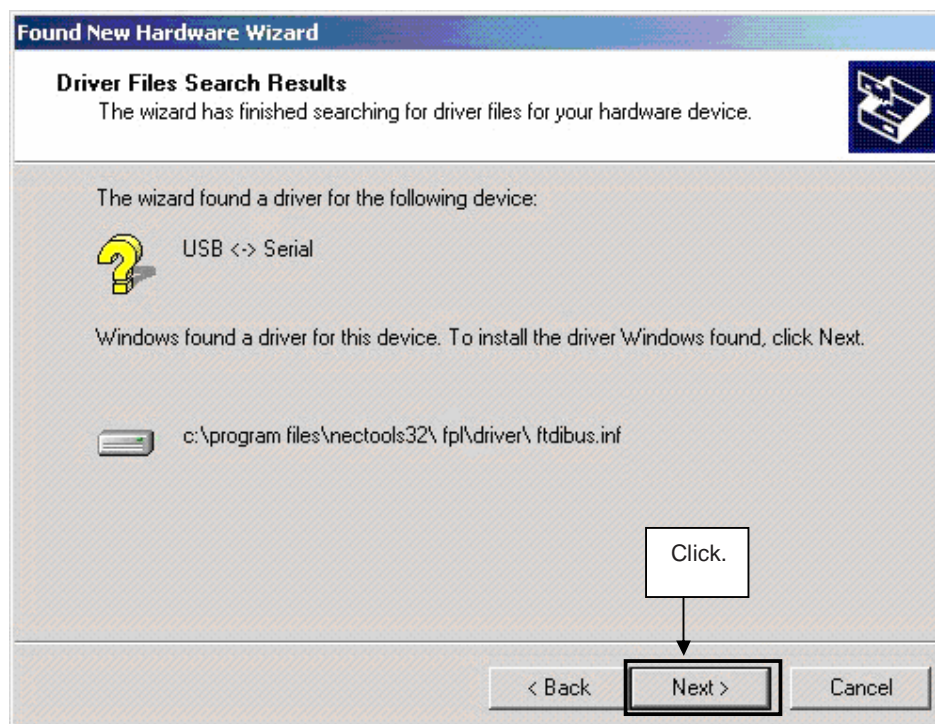 Found New Hardware Wizard
Driver Files Search Results
The wizard has finished searching for driver files for your hardware device.
The wizard found a driver for the following device:
USB <-> Serial
Windows found a driver for this device. To install the driver Windows found, click Next.
c:\program files\nectools32\ fpl\driver\ ftdibus.inf
Click.
< Back
Next >
Cancel